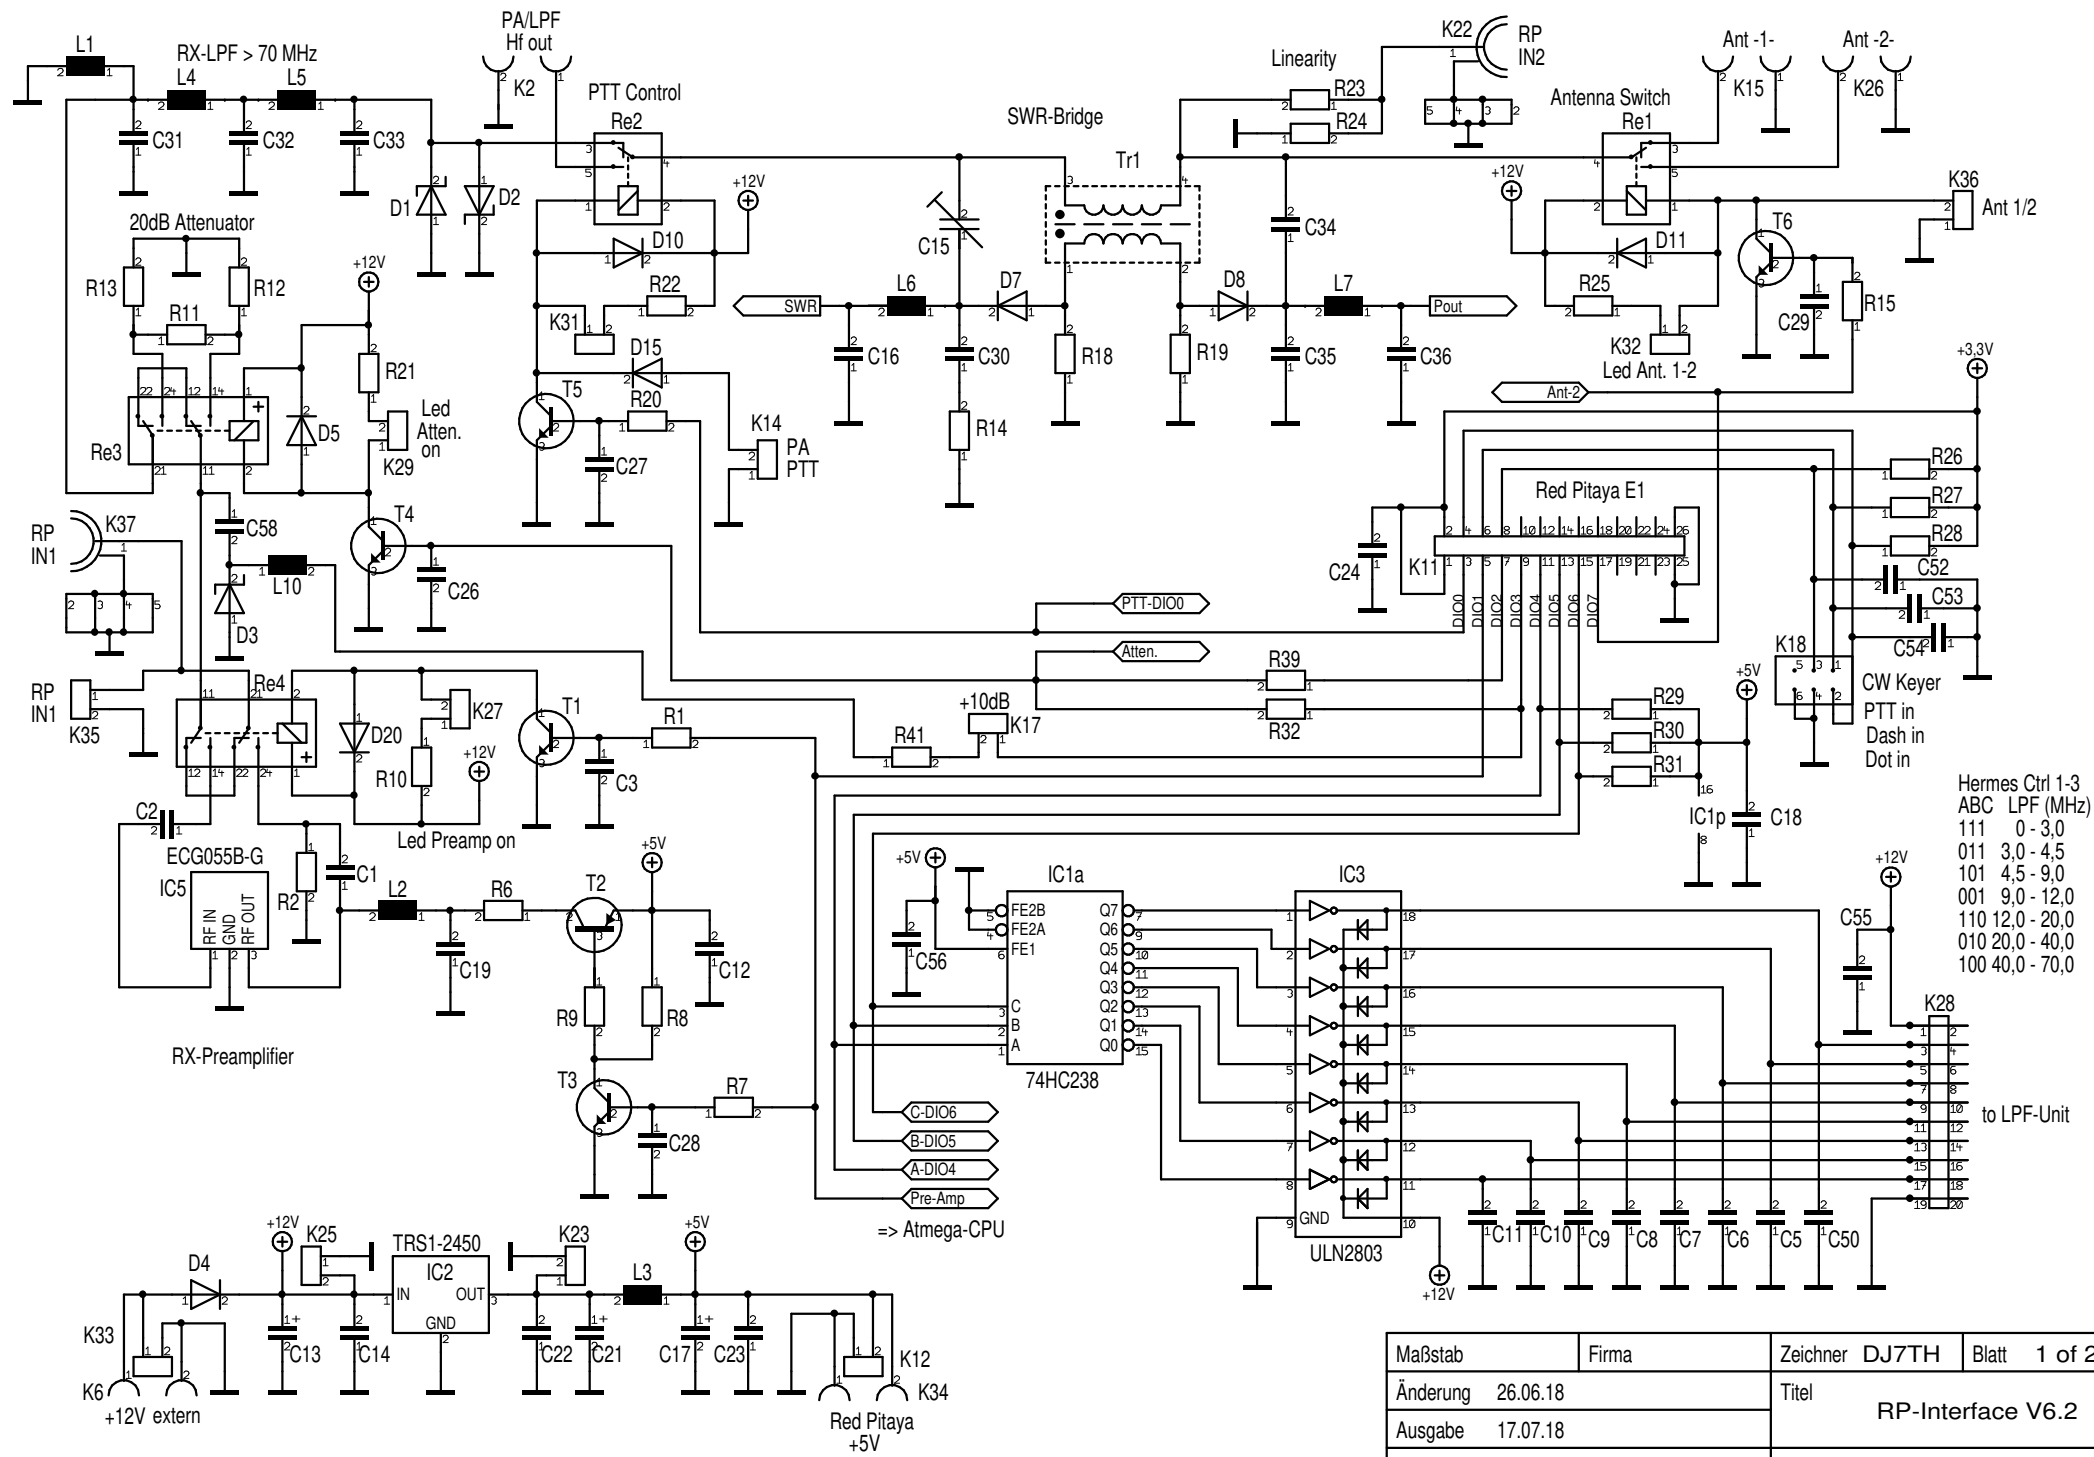 L1
RX-LPF > 70 MHz
L4
L5
C31
C32
C33
PA/LPF
Hf out
K2
PTT Control
Re2
D1
D2
+12V
D10
R22
K31
D15
T5
R20
C27
K14
PA
PTT
20dB Attenuator
R13
R12
R11
+12V
R21
Led
Atten.
on
K29
D5
Re3
T4
C26
RP
IN1
K37
C58
L10
D3
SWR-Bridge
Tr1
C15
C34
SWR
L6
D7
D8
L7
Pout
C16
C30
R18
R19
C35
C36
R14
Linearity
R23
R24
K22
RP
IN2
Antenna Switch
Re1
Ant -1-
K15
Ant -2-
K26
+12V
D11
R25
K32
Led Ant. 1-2
T6
C29
R15
K36
Ant 1/2
Ant-2
+3,3V
R26
R27
R28
C52
C53
C54
Red Pitaya E1
C24
K11
DIO0
DIO1
DIO2
DIO3
DIO4
DIO5
DIO6
DIO7
PTT-DIO0
Atten.
R39
R32
+10dB
K17
R41
R29
R30
R31
+5V
IC1p
16
8
C18
K18
CW Keyer
PTT in
Dash in
Dot in
RP
IN1
K35
Re4
D20
K27
R10
+12V
Led Preamp on
T1
R1
C3
C2
ECG055B-G
IC5
RF IN
GND
RF OUT
R2
C1
L2
R6
C19
T2
+5V
C12
R9
R8
T3
R7
C28
RX-Preamplifier
+5V
C56
IC1a
FE2B
FE2A
FE1
C
B
A
Q7
Q6
Q5
Q4
Q3
Q2
Q1
Q0
74HC238
C-DIO6
B-DIO5
A-DIO4
Pre-Amp
=> Atmega-CPU
IC3
GND
ULN2803
+12V
C11
C10
C9
C8
C7
C6
C5
C50
C55
+12V
K28
to LPF-Unit
Hermes Ctrl 1-3
ABC LPF (MHz)
111 0 - 3,0
011 3,0 - 4,5
101 4,5 - 9,0
001 9,0 - 12,0
110 12,0 - 20,0
010 20,0 - 40,0
100 40,0 - 70,0
D4
+12V
K25
TRS1-2450
IC2
IN
OUT
GND
K23
L3
+5V
K33
K6
+12V extern
C13
C14
C22
C21
C17
C23
K12
K34
Red Pitaya
+5V
Maßstab
Firma
Zeichner DJ7TH
Blatt 1 of 2
Änderung 26.06.18
Titel
RP-Interface V6.2
Ausgabe 17.07.18